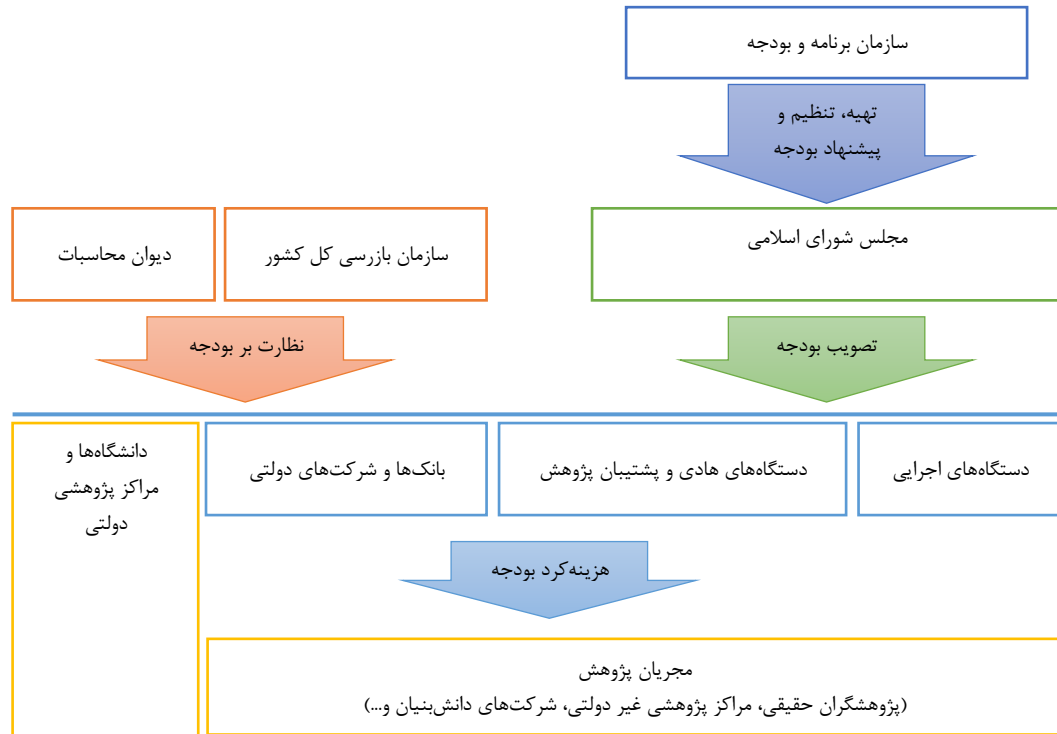 سازمان برنامه و بودجه
تهیه، تنظیم و
پیشنهاد بودجه
مجلس شورای اسلامی
سازمان بازرسی کل کشور
دیوان محاسبات
تصویب بودجه
نظارت بر بودجه
دستگاه‌های اجرایی
دستگاه‌های هادی و پشتیبان پژوهش
بانک‌ها و شرکت‌های دولتی
دانشگاه‌ها و
مراکز پژوهشی
دولتی
هزینه‌کرد بودجه
مجریان پژوهش
(پژوهشگران حقیقی، مراکز پژوهشی غیر دولتی، شرکت‌های دانش‌بنیان و...)